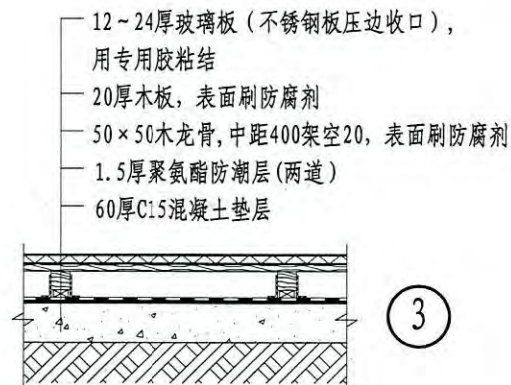 12~24厚玻璃板（不锈钢板压边收口），
用专用胶粘结
20厚木板，表面刷防腐剂
50×50木龙骨,中距400架空20，表面刷防腐剂
1.5厚聚氨酯防潮层(两道)
60厚C15混凝土垫层
3